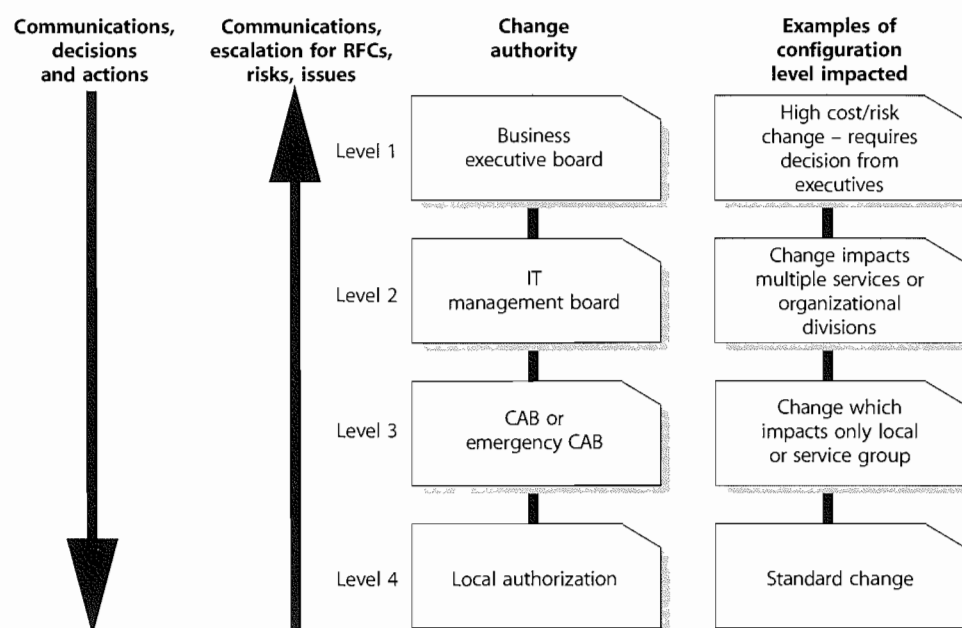 Communications,
decisions
and actions
Communications,
escalation for RFCs,
risks, issues
Change
authority
Examples of
configuration
level impacted
Level 1
Business
executive board
High cost/risk
change – requires
decision from
executives
Level 2
IT
management board
Change impacts
multiple services or
organizational
divisions
Level 3
CAB or
emergency CAB
Change which
impacts only local
or service group
Level 4
Local authorization
Standard change